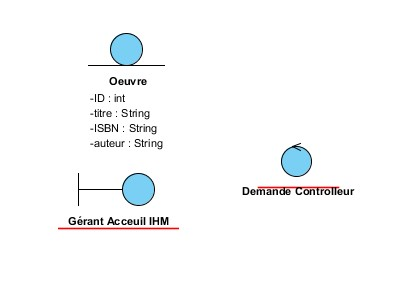 Oeuvre
-ID : int
-titre : String
-ISBN : String
-auteur : String
Demande Controlleur
Gérant Acceuil IHM